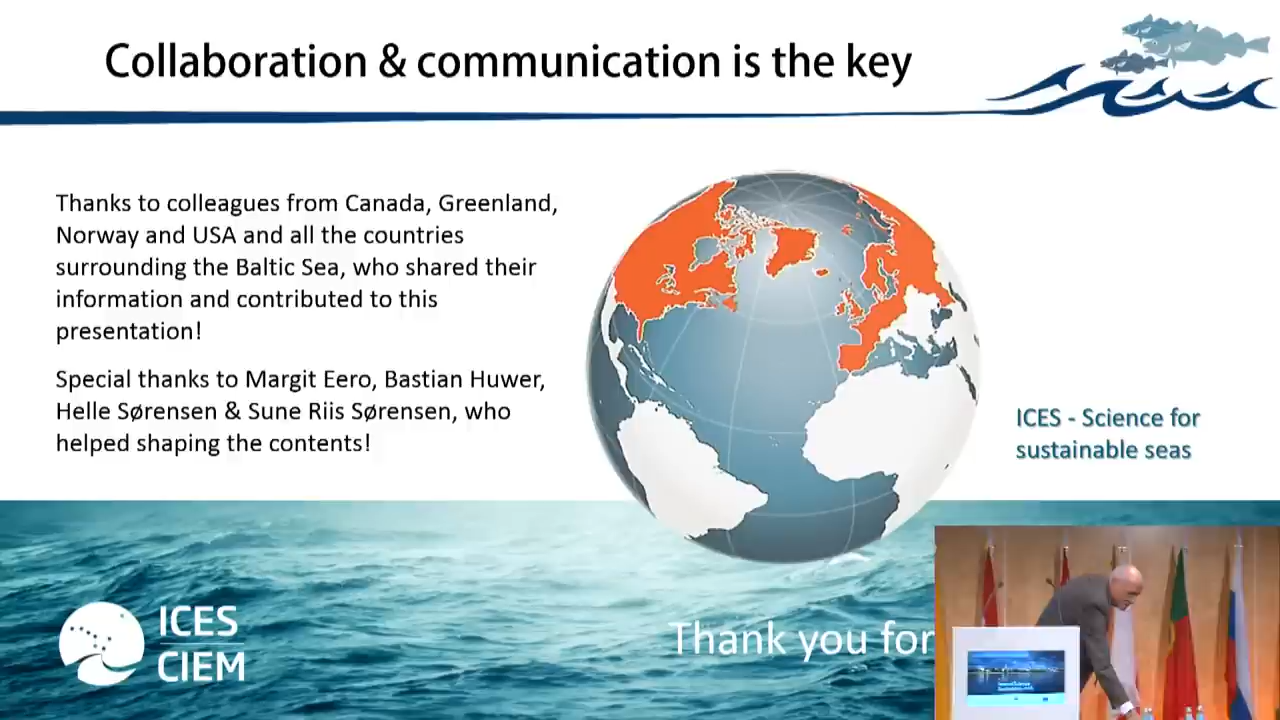 Collaboration & communication is the key
Thanks to colleagues from Canada, Greenland,
Norway and USA and all the countries
surrounding the Baltic Sea, who shared their
information and contributed to this
presentation!
Special thanks to Margit Eero, Bastian Huwer,
Helle Sørensen & Sune Riis Sørensen, who
helped shaping the contents!
ICES - Science for
sustainable seas
ICES
CIEM
Thank you for